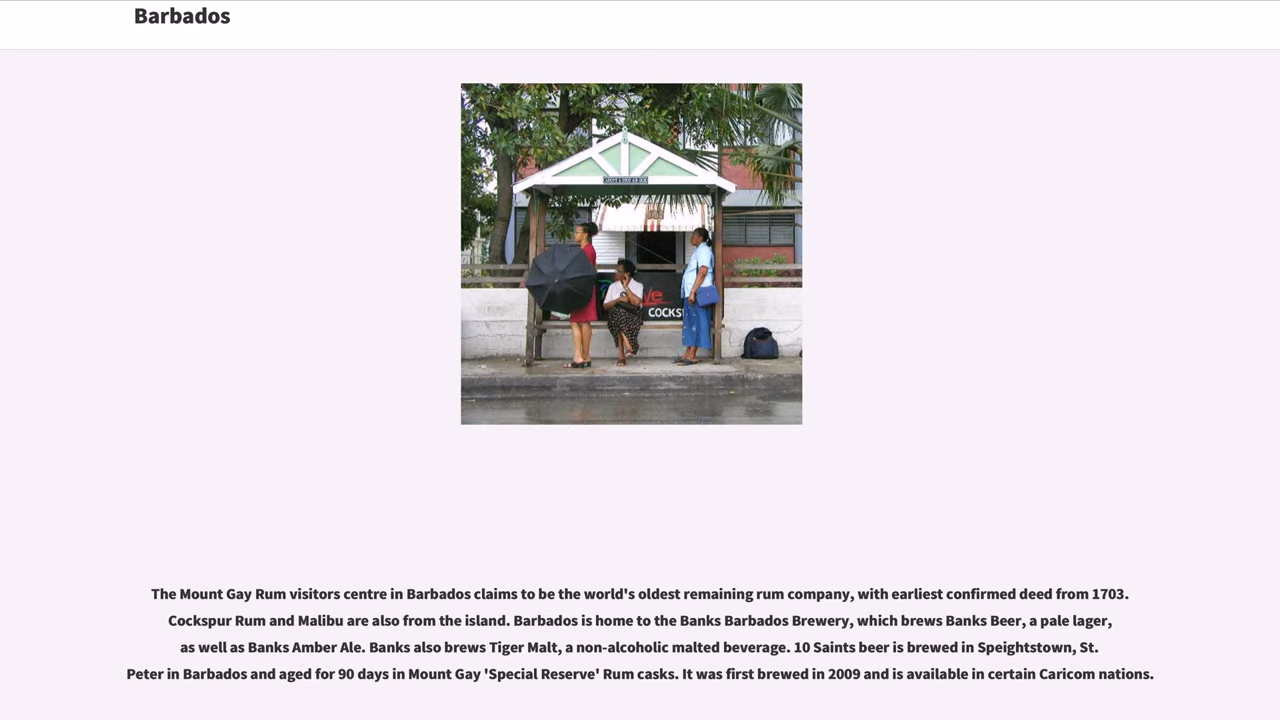 Barbados
ve
COCKS
The Mount Gay Rum visitors centre in Barbados claims to be the world's oldest remaining rum company, with earliest confirmed deed from 1703.
Cockspur Rum and Malibu are also from the island. Barbados is home to the Banks Barbados Brewery, which brews Banks Beer, a pale lager,
as well as Banks Amber Ale. Banks also brews Tiger Malt, a non-alcoholic malted beverage. 10 Saints beer is brewed in Speightstown, St.
Peter in Barbados and aged for 90 days in Mount Gay 'Special Reserve' Rum casks. It was first brewed in 2009 and is available in certain Caricom nations.